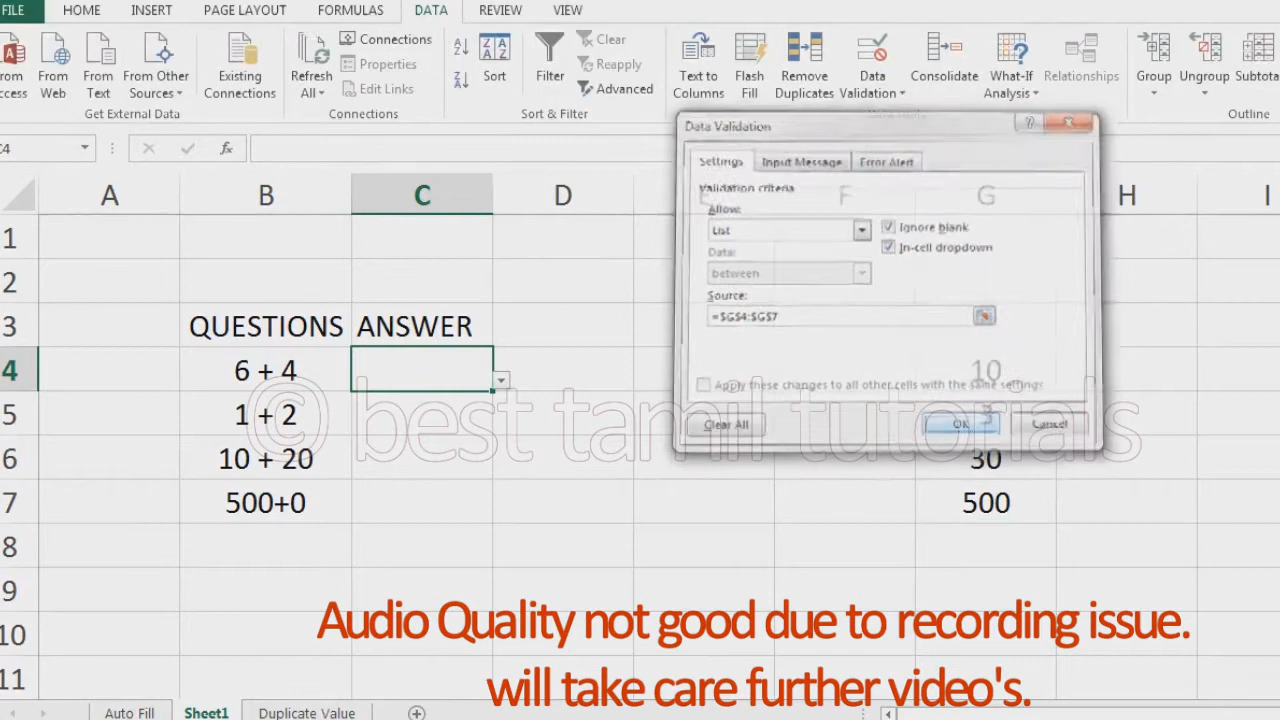 FILE HOME INSERT PAGE LAYOUT FORMULAS DATA REVIEW VIEW
Connections Clear
Properties Reapply
Edit Links Advanced
From From From Other Existing Refresh Sort Filter Text to Flash Remove Data Consolidate What-If Relationships Group Ungroup
Web Text Sources Connections All Columns Fill Duplicates Validation Analysis
Get External Data Connections Sort & Filter Outline
fx
Data Validation
Settings Input Message Error Alert
Validation criteria
Allow:
List Ignore blank
Data: In-cell dropdown
between
Source:
=$G$4:$G$7
Apply these changes to all other cells with the same settings
Clear All OK Cancel
A B C D F G H I
1
2
3 QUESTIONS ANSWER
4 6 + 4 10
5 1 + 2 3
6 10 + 20 30
7 500+0 500
8
9
10
11
© best tamil tutorials
Audio Quality not good due to recording issue.
will take care further video's.
Auto Fill Sheet1 Duplicate Value